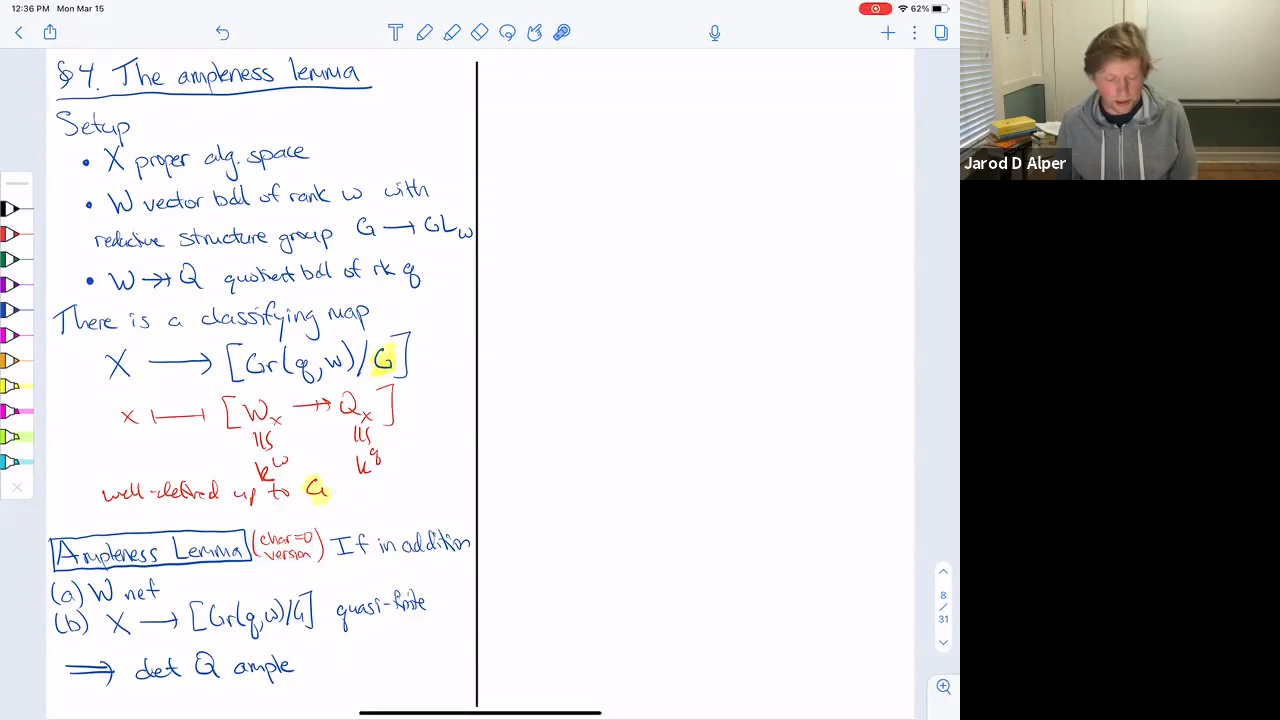 12:36 PM Mon Mar 15
62%
§4. The ampleness lemma
Setup
• X proper alg. space
• W vector bdl of rank w with
reductive structure group G → GL_w
• W ↠ Q quotient bdl of rk q
There is a classifying map
X → [Gr(q,w)/G]
x ↦ [W_x ↠ Q_x]
k^w k^q
well-defined up to G
Ampleness Lemma (char=0 version) If in addition
(a) W nef
(b) X → [Gr(q,w)/G] quasi-finite
⟹ det Q ample
Jarod D Alper
8
/
31